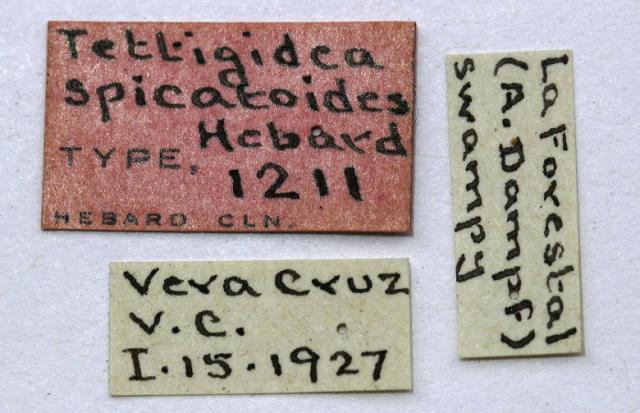 Tettigidea
spicatoides
Hebard
TYPE,
1211
HEBARD CLN.
Vera Cruz
V.C.
I.15.1927
La Forestal
(A. Dampf)
swampy